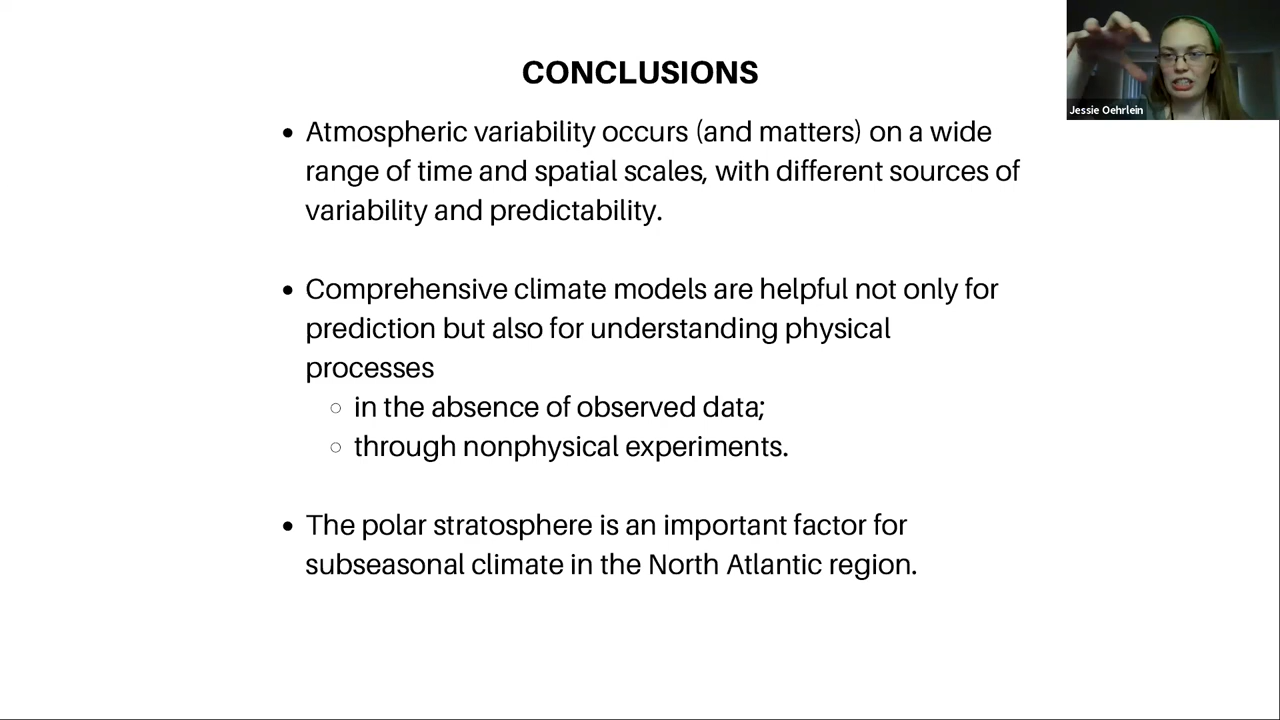 CONCLUSIONS
Jessie Oehrlein
• Atmospheric variability occurs (and matters) on a wide
range of time and spatial scales, with different sources of
variability and predictability.
• Comprehensive climate models are helpful not only for
prediction but also for understanding physical
processes
◦ in the absence of observed data;
◦ through nonphysical experiments.
• The polar stratosphere is an important factor for
subseasonal climate in the North Atlantic region.